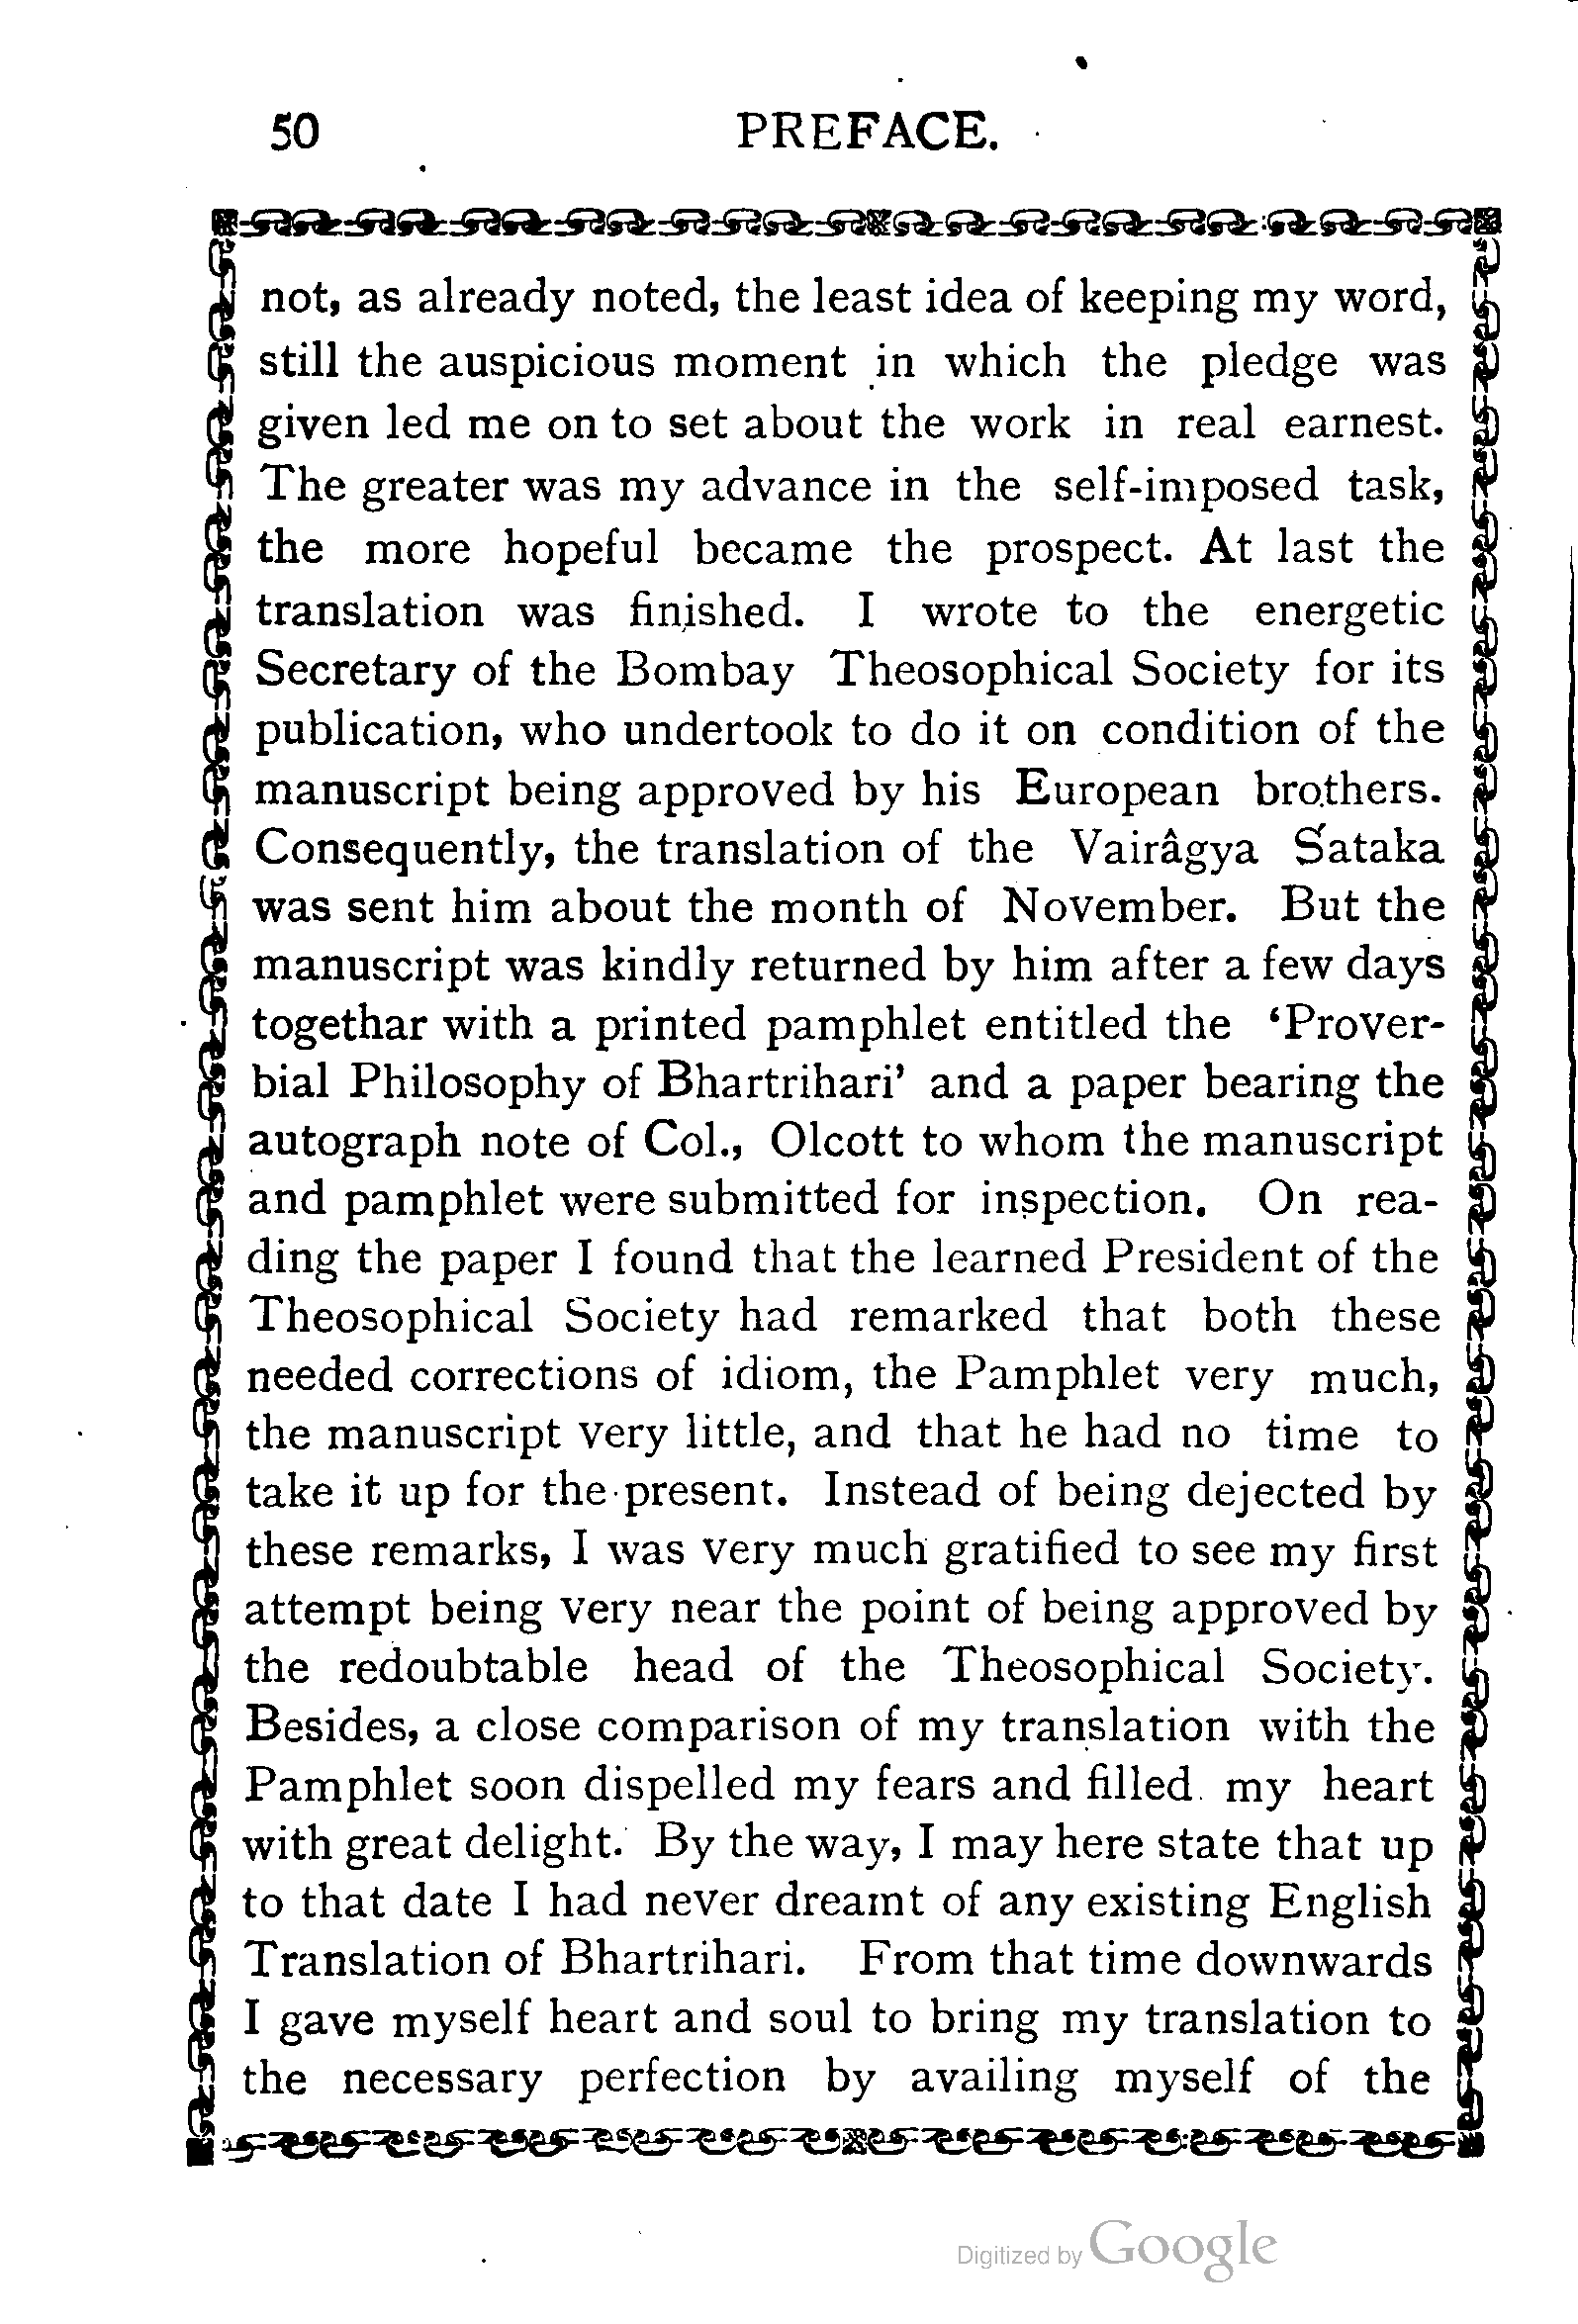 50 PREFACE.
not, as already noted, the least idea of keeping my word,
still the auspicious moment in which the pledge was
given led me on to set about the work in real earnest.
The greater was my advance in the self-imposed task,
the more hopeful became the prospect. At last the
translation was finished. I wrote to the energetic
Secretary of the Bombay Theosophical Society for its
publication, who undertook to do it on condition of the
manuscript being approved by his European brothers.
Consequently, the translation of the Vairâgya Śataka
was sent him about the month of November. But the
manuscript was kindly returned by him after a few days
togethar with a printed pamphlet entitled the ‘Prover-
bial Philosophy of Bhartrihari’ and a paper bearing the
autograph note of Col., Olcott to whom the manuscript
and pamphlet were submitted for inspection. On rea-
ding the paper I found that the learned President of the
Theosophical Society had remarked that both these
needed corrections of idiom, the Pamphlet very much,
the manuscript very little, and that he had no time to
take it up for the present. Instead of being dejected by
these remarks, I was very much gratified to see my first
attempt being very near the point of being approved by
the redoubtable head of the Theosophical Society.
Besides, a close comparison of my translation with the
Pamphlet soon dispelled my fears and filled my heart
with great delight. By the way, I may here state that up
to that date I had never dreamt of any existing English
Translation of Bhartrihari. From that time downwards
I gave myself heart and soul to bring my translation to
the necessary perfection by availing myself of the
Digitized by Google